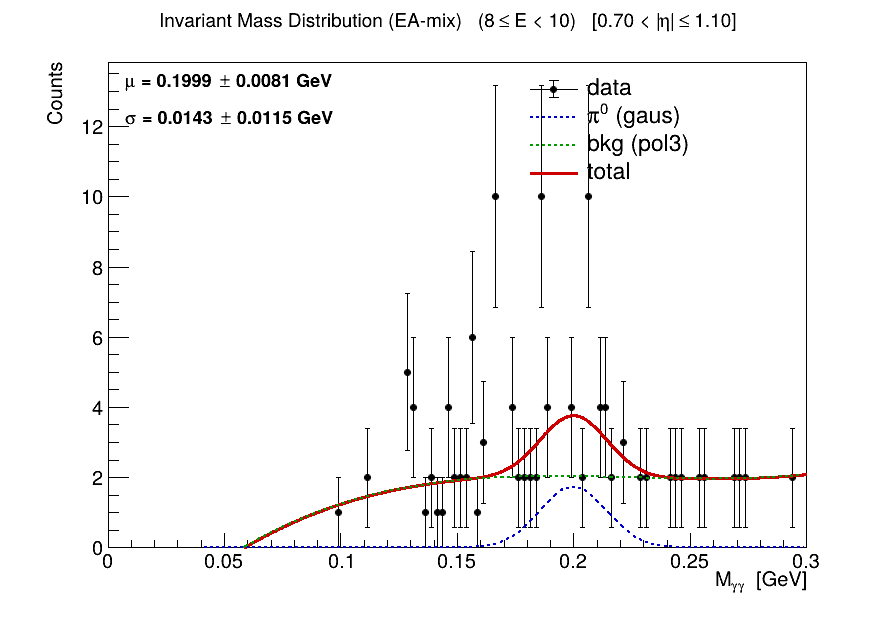 Invariant Mass Distribution (EA-mix)   (8 ≤ E < 10)   [0.70 < |η| ≤ 1.10]
Counts
μ = 0.1999 ± 0.0081 GeV
σ = 0.0143 ± 0.0115 GeV
data
π⁰ (gaus)
bkg (pol3)
total
12
10
8
6
4
2
0
0 0.05 0.1 0.15 0.2 0.25 0.3
Mγγ [GeV]